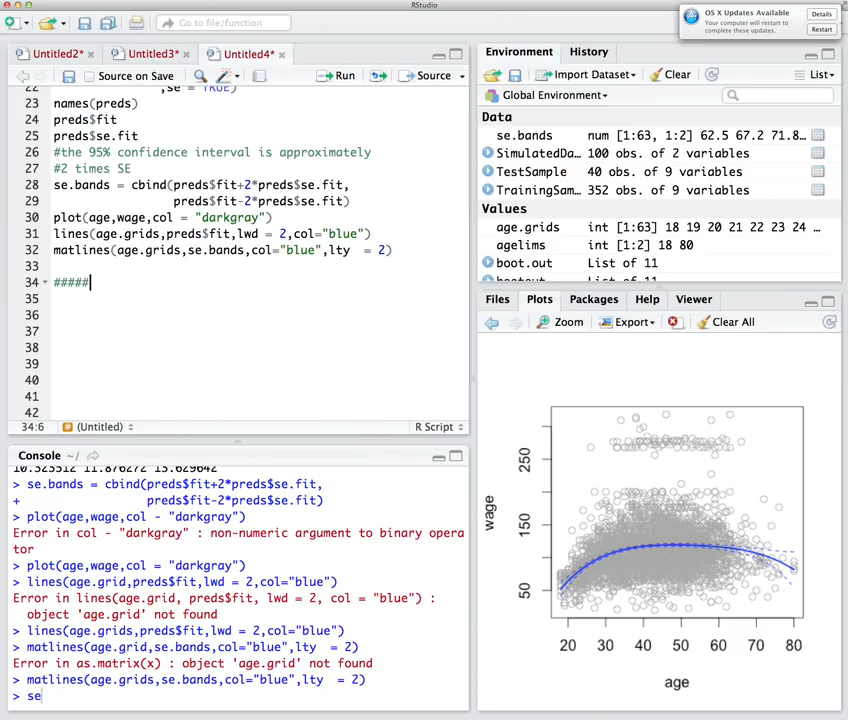 RStudio
Go to file/function
OS X Updates Available
Your computer will restart to complete these updates.
Details
Restart
Untitled2*
Untitled3*
Untitled4*
Source on Save
Run
Source
22 ,se = TRUE)
23 names(preds)
24 preds$fit
25 preds$se.fit
26 #the 95% confidence interval is approximately
27 #2 times SE
28 se.bands = cbind(preds$fit+2*preds$se.fit,
29 preds$fit-2*preds$se.fit)
30 plot(age,wage,col = "darkgray")
31 lines(age.grids,preds$fit,lwd = 2,col="blue")
32 matlines(age.grids,se.bands,col="blue",lty  = 2)
33
34 #####
35
36
37
38
39
40
41
42
34:6 (Untitled) R Script
Console ~/
10.323512 11.876272 13.629642
> se.bands = cbind(preds$fit+2*preds$se.fit,
+ preds$fit-2*preds$se.fit)
> plot(age,wage,col - "darkgray")
Error in col - "darkgray" : non-numeric argument to binary opera
tor
> plot(age,wage,col = "darkgray")
> lines(age.grid,preds$fit,lwd = 2,col="blue")
Error in lines(age.grid, preds$fit, lwd = 2, col = "blue") :
object 'age.grid' not found
> lines(age.grids,preds$fit,lwd = 2,col="blue")
> matlines(age.grid,se.bands,col="blue",lty  = 2)
Error in as.matrix(x) : object 'age.grid' not found
> matlines(age.grids,se.bands,col="blue",lty  = 2)
> se
Environment History
Import Dataset Clear List
Global Environment
Data
se.bands num [1:63, 1:2] 62.5 67.2 71.8…
SimulatedDa… 100 obs. of 2 variables
TestSample 40 obs. of 9 variables
TrainingSam… 352 obs. of 9 variables
Values
age.grids int [1:63] 18 19 20 21 22 23 24 …
agelims int [1:2] 18 80
boot.out List of 11
List of 11
Files Plots Packages Help Viewer
Zoom Export Clear All
250
150
50
wage
20 30 40 50 60 70 80
age